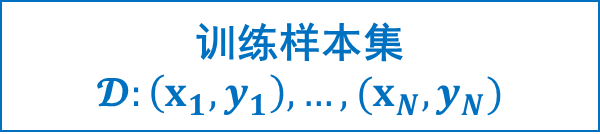 训练样本集
𝓓: (𝐱₁, 𝒚₁), … , (𝐱_N, 𝒚_N)